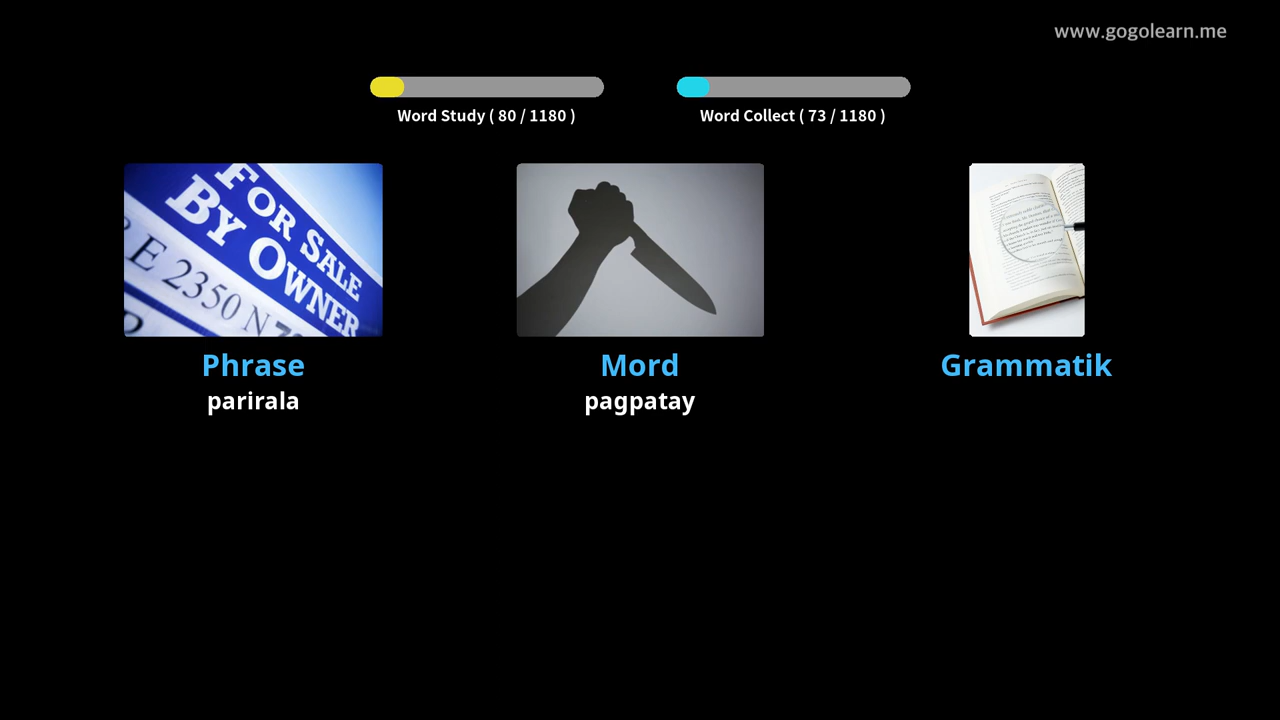 www.gogolearn.me
Word Study ( 80 / 1180 )
Word Collect ( 73 / 1180 )
FOR SALE
BY OWNER
E 2350 N
Phrase
Mord
Grammatik
parirala
pagpatay